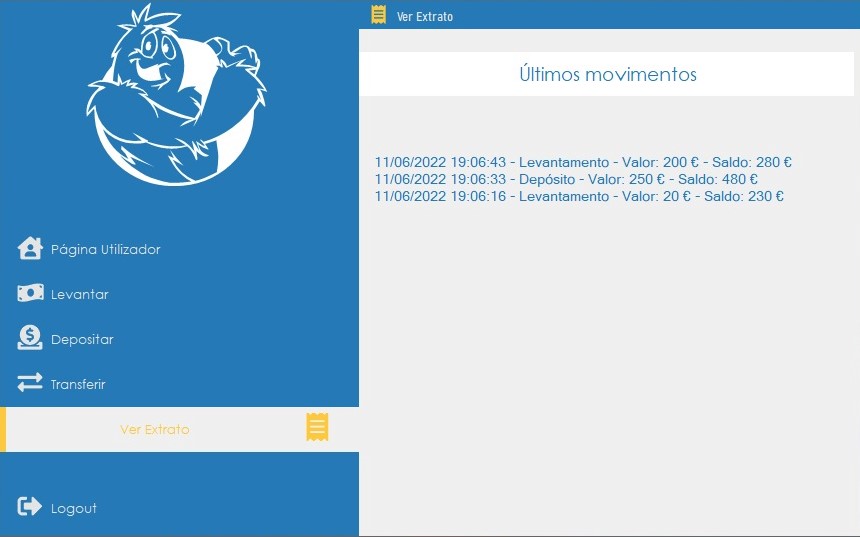 Ver Extrato
Últimos movimentos
11/06/2022 19:06:43 - Levantamento - Valor: 200 € - Saldo: 280 €
11/06/2022 19:06:33 - Depósito - Valor: 250 € - Saldo: 480 €
11/06/2022 19:06:16 - Levantamento - Valor: 20 € - Saldo: 230 €
Página Utilizador
Levantar
Depositar
Transferir
Ver Extrato
Logout